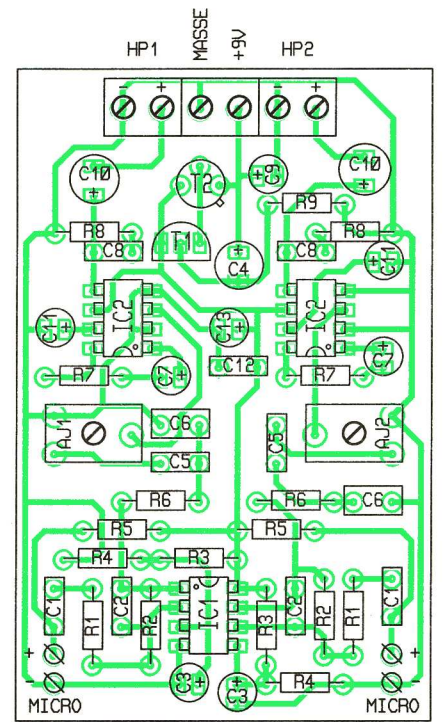 HP1 MASSE +9V HP2
- + - +
C10 T2 C9 C10
+ + +
R9
R8 T1 R8
C8 C4 C8 C11
+ +
IC2 IC2
C11 C13
+ +
C12 C7
+
R7 C7 R7
+
AJ1 C6 C5 AJ2
C5
R6 R6 C6
R5 R5
R4 R3
C1 R1 C2 R2 IC1 R3 C2 R2 R1 C1
+ +
C3 C3 R4
+ +
- -
MICRO MICRO